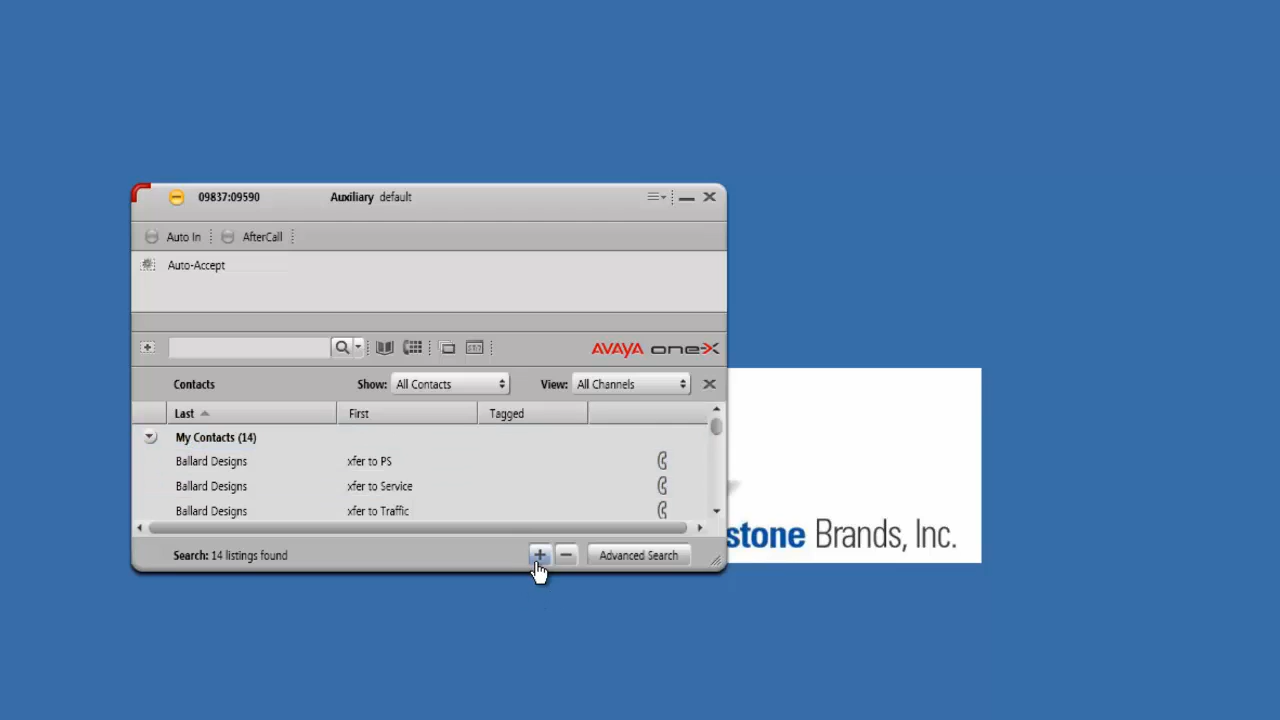 09837:09590 Auxiliary default
Auto In AfterCall
Auto-Accept
AVAYA one-X
Contacts Show: All Contacts View: All Channels
Last First Tagged
My Contacts (14)
Ballard Designs xfer to PS
Ballard Designs xfer to Service
Ballard Designs xfer to Traffic
stone Brands, Inc.
Search: 14 listings found + − Advanced Search